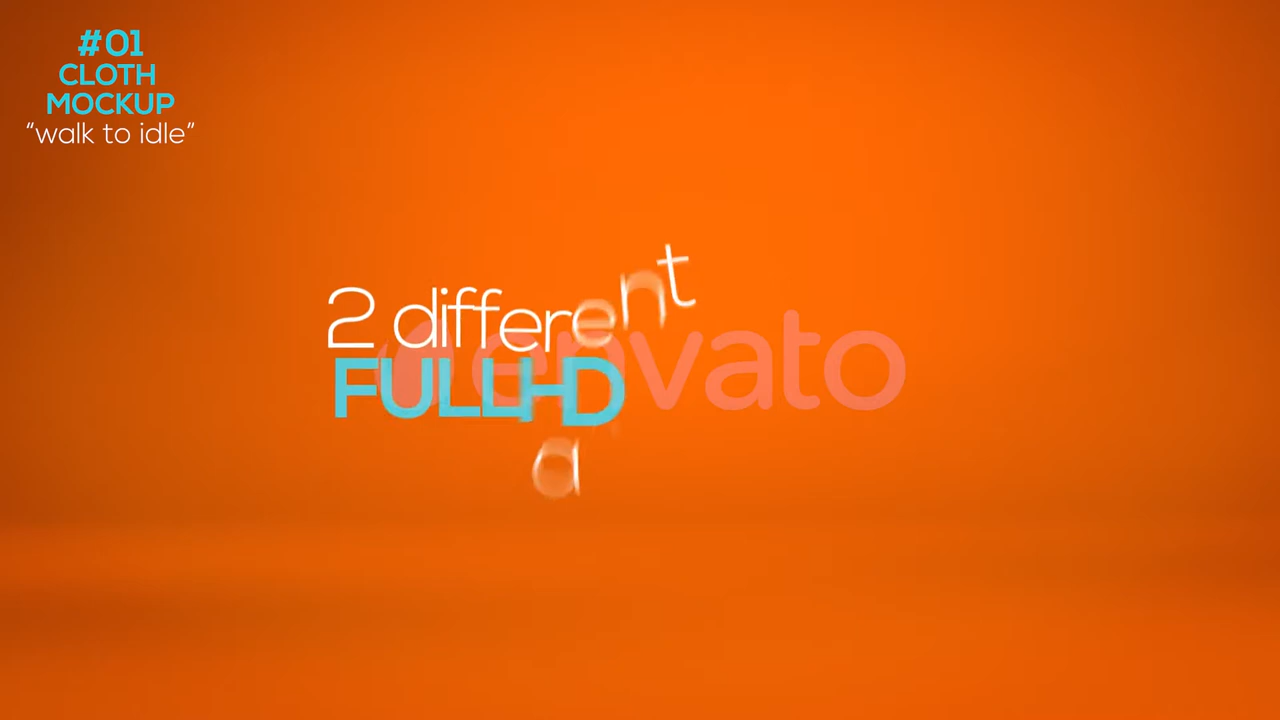 #01
CLOTH
MOCKUP
“walk to idle”
2 different
FULLHD
a
envato